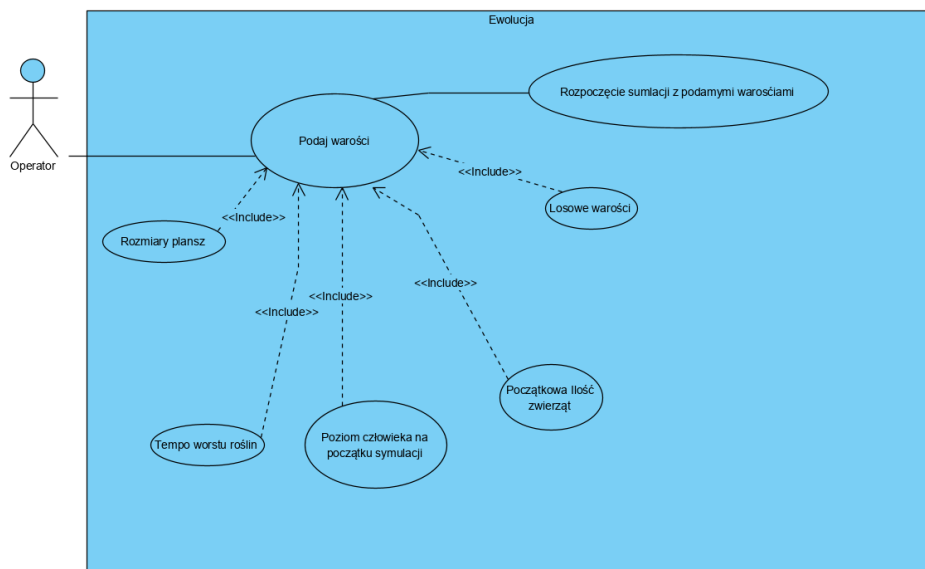 Ewolucja
Operator
Podaj warości
Rozpoczęcie sumlacji z podamymi warosćiami
<<Include>>
Losowe warości
<<Include>>
Rozmiary plansz
<<Include>>
<<Include>>
<<Include>>
Początkowa Ilość
zwierząt
Tempo worstu roślin
Poziom człowieka na
początku symulacji